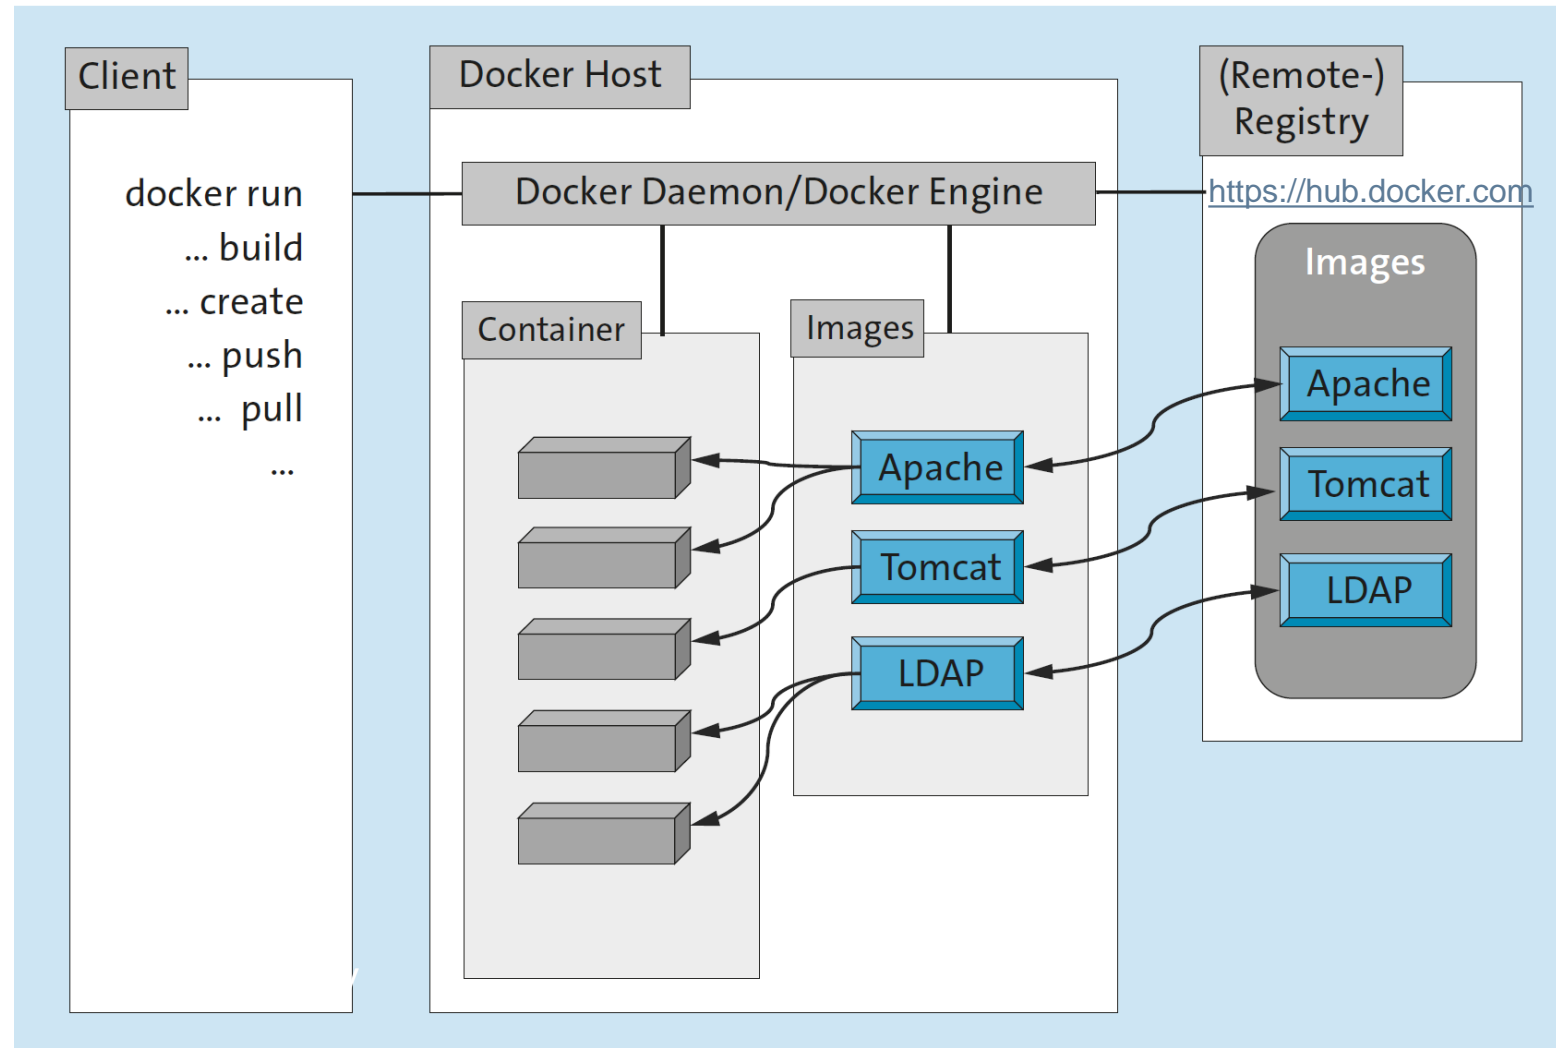 Client
docker run
... build
... create
... push
... pull
...
Docker Host
Docker Daemon/Docker Engine
Container
Images
Apache
Tomcat
LDAP
(Remote-)
Registry
https://hub.docker.com
Images
Apache
Tomcat
LDAP